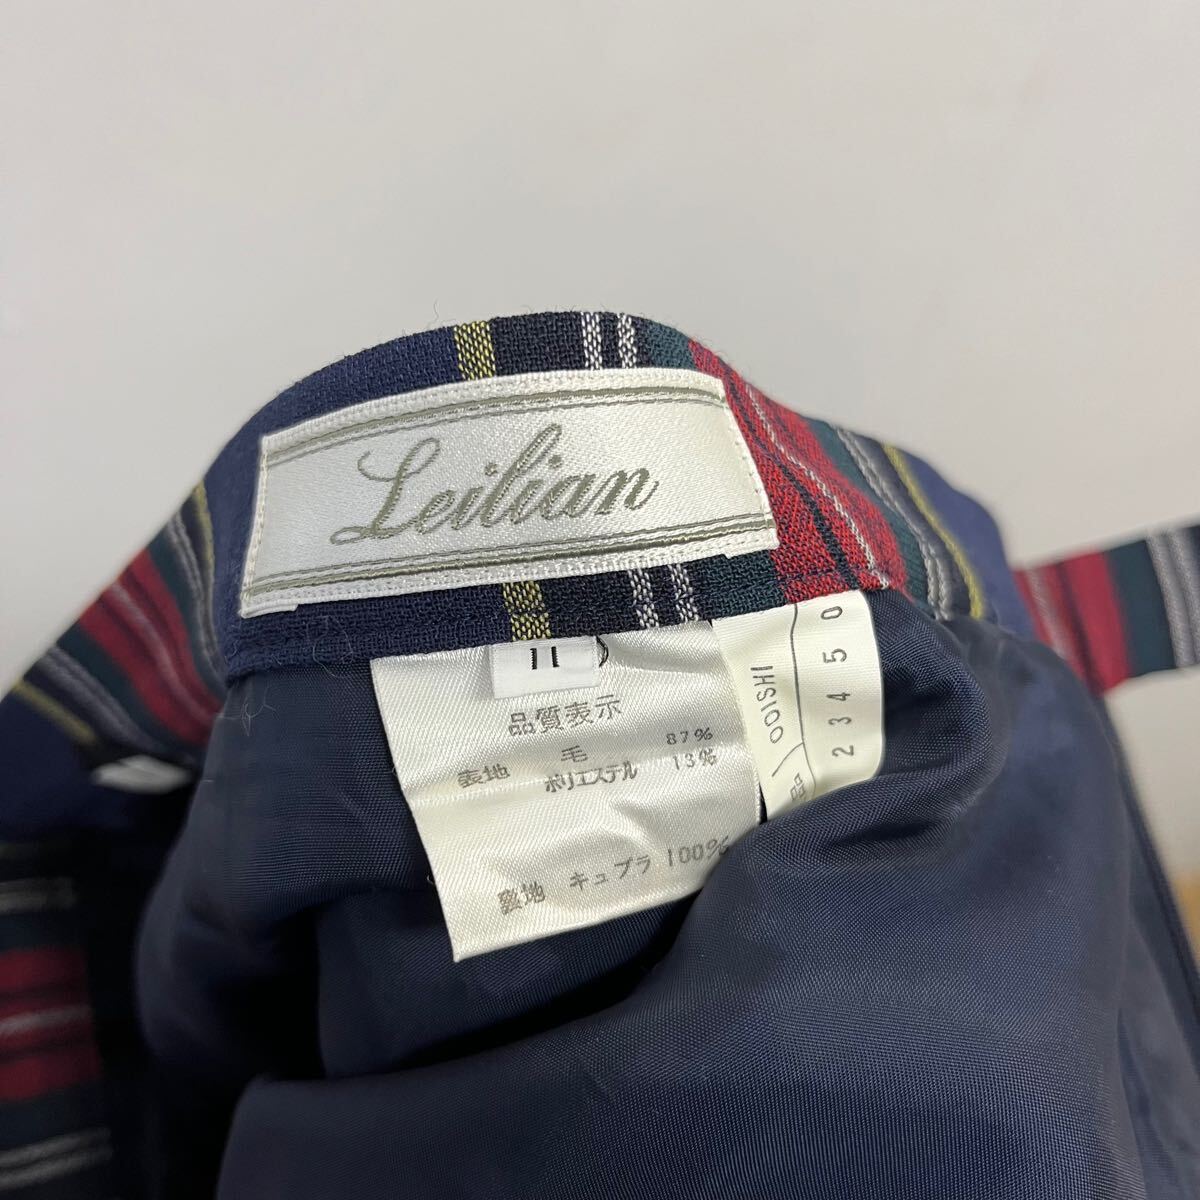 Leilian
11
品質表示
表地 毛 87%
ポリエステル 13%
裏地 キュプラ 100%
OOISHI
2 3 4 5 0